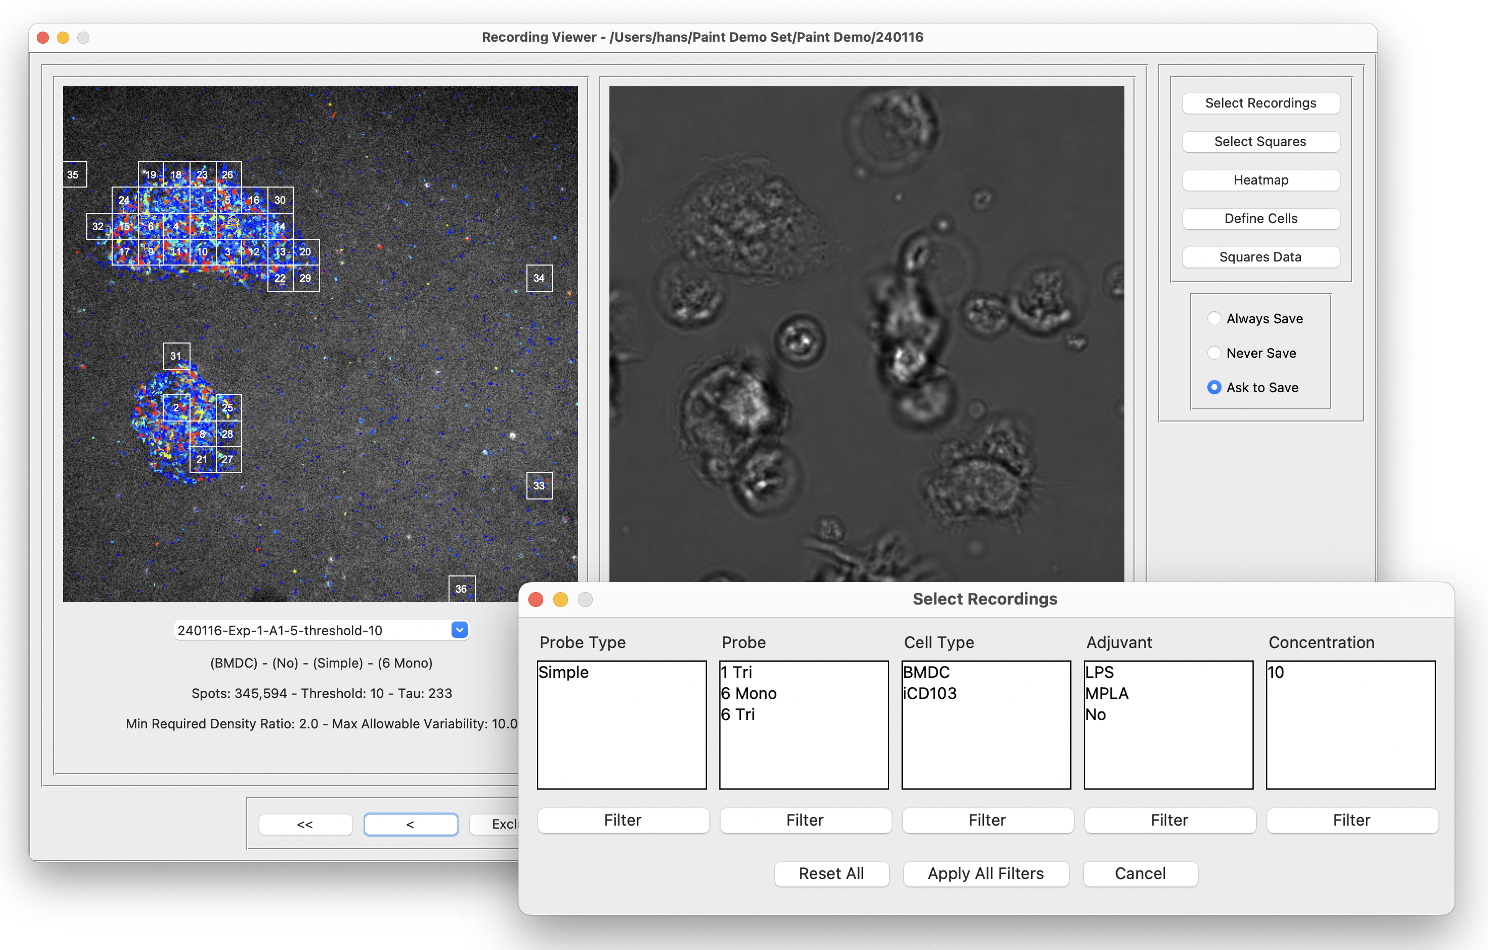 Recording Viewer - /Users/hans/Paint Demo Set/Paint Demo/240116
35
19 18 23 26
24 1 5 16 30
32 15 6 4 7 14
17 9 11 10 3 12 13 20
22 29
34
31
2 25
8 28
21 27
33
36
240116-Exp-1-A1-5-threshold-10
(BMDC) - (No) - (Simple) - (6 Mono)
Spots: 345,594 - Threshold: 10 - Tau: 233
Min Required Density Ratio: 2.0 - Max Allowable Variability: 10.0
<< < Excl
Select Recordings
Select Squares
Heatmap
Define Cells
Squares Data
Always Save
Never Save
Ask to Save
Select Recordings
Probe Type Probe Cell Type Adjuvant Concentration
Simple 1 Tri BMDC LPS 10
6 Mono iCD103 MPLA
6 Tri No
Filter Filter Filter Filter Filter
Reset All Apply All Filters Cancel